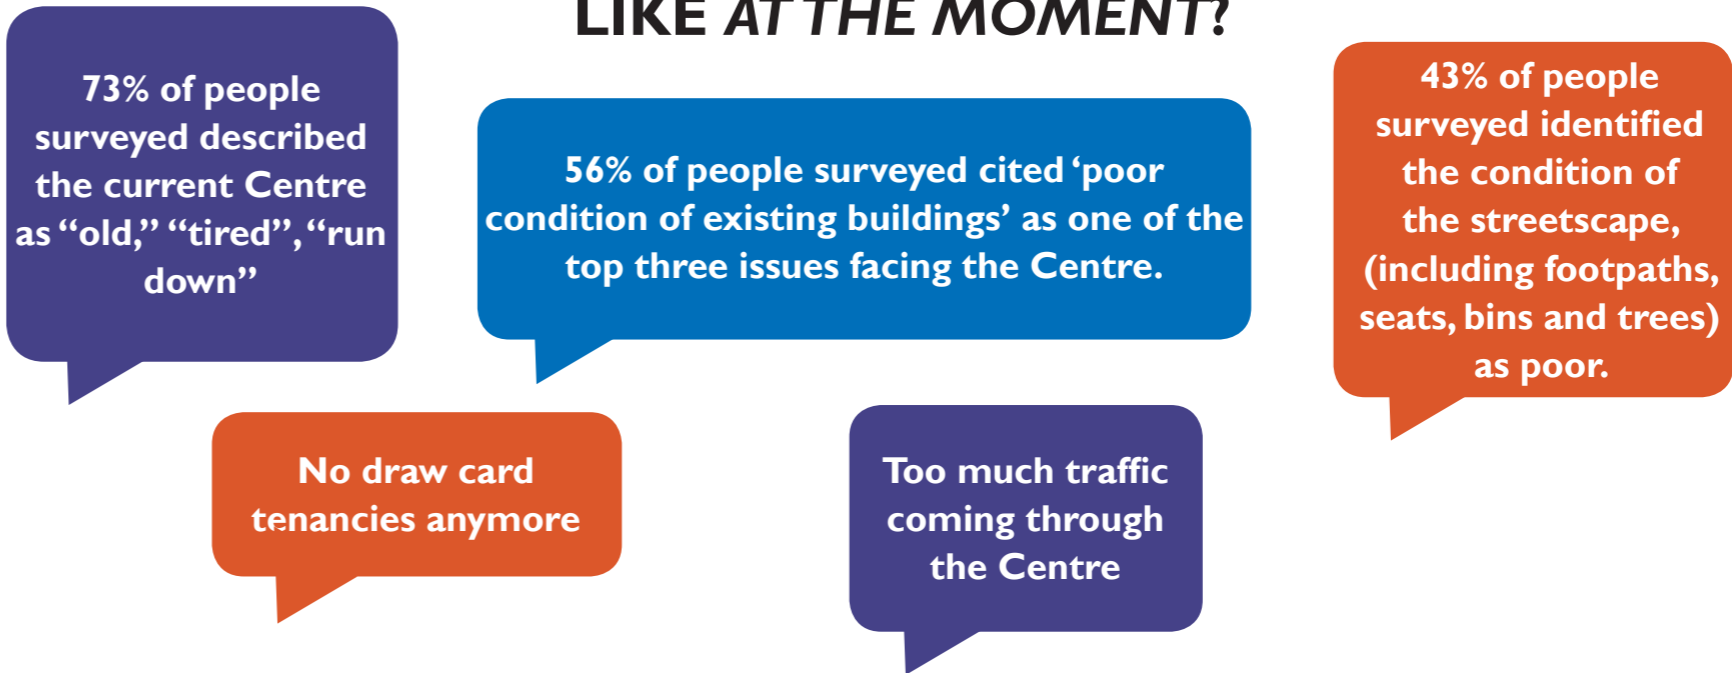 LIKE AT THE MOMENT?
73% of people
surveyed described
the current Centre
as “old,” “tired”, “run
down”
56% of people surveyed cited ‘poor
condition of existing buildings’ as one of the
top three issues facing the Centre.
43% of people
surveyed identified
the condition of
the streetscape,
(including footpaths,
seats, bins and trees)
as poor.
No draw card
tenancies anymore
Too much traffic
coming through
the Centre